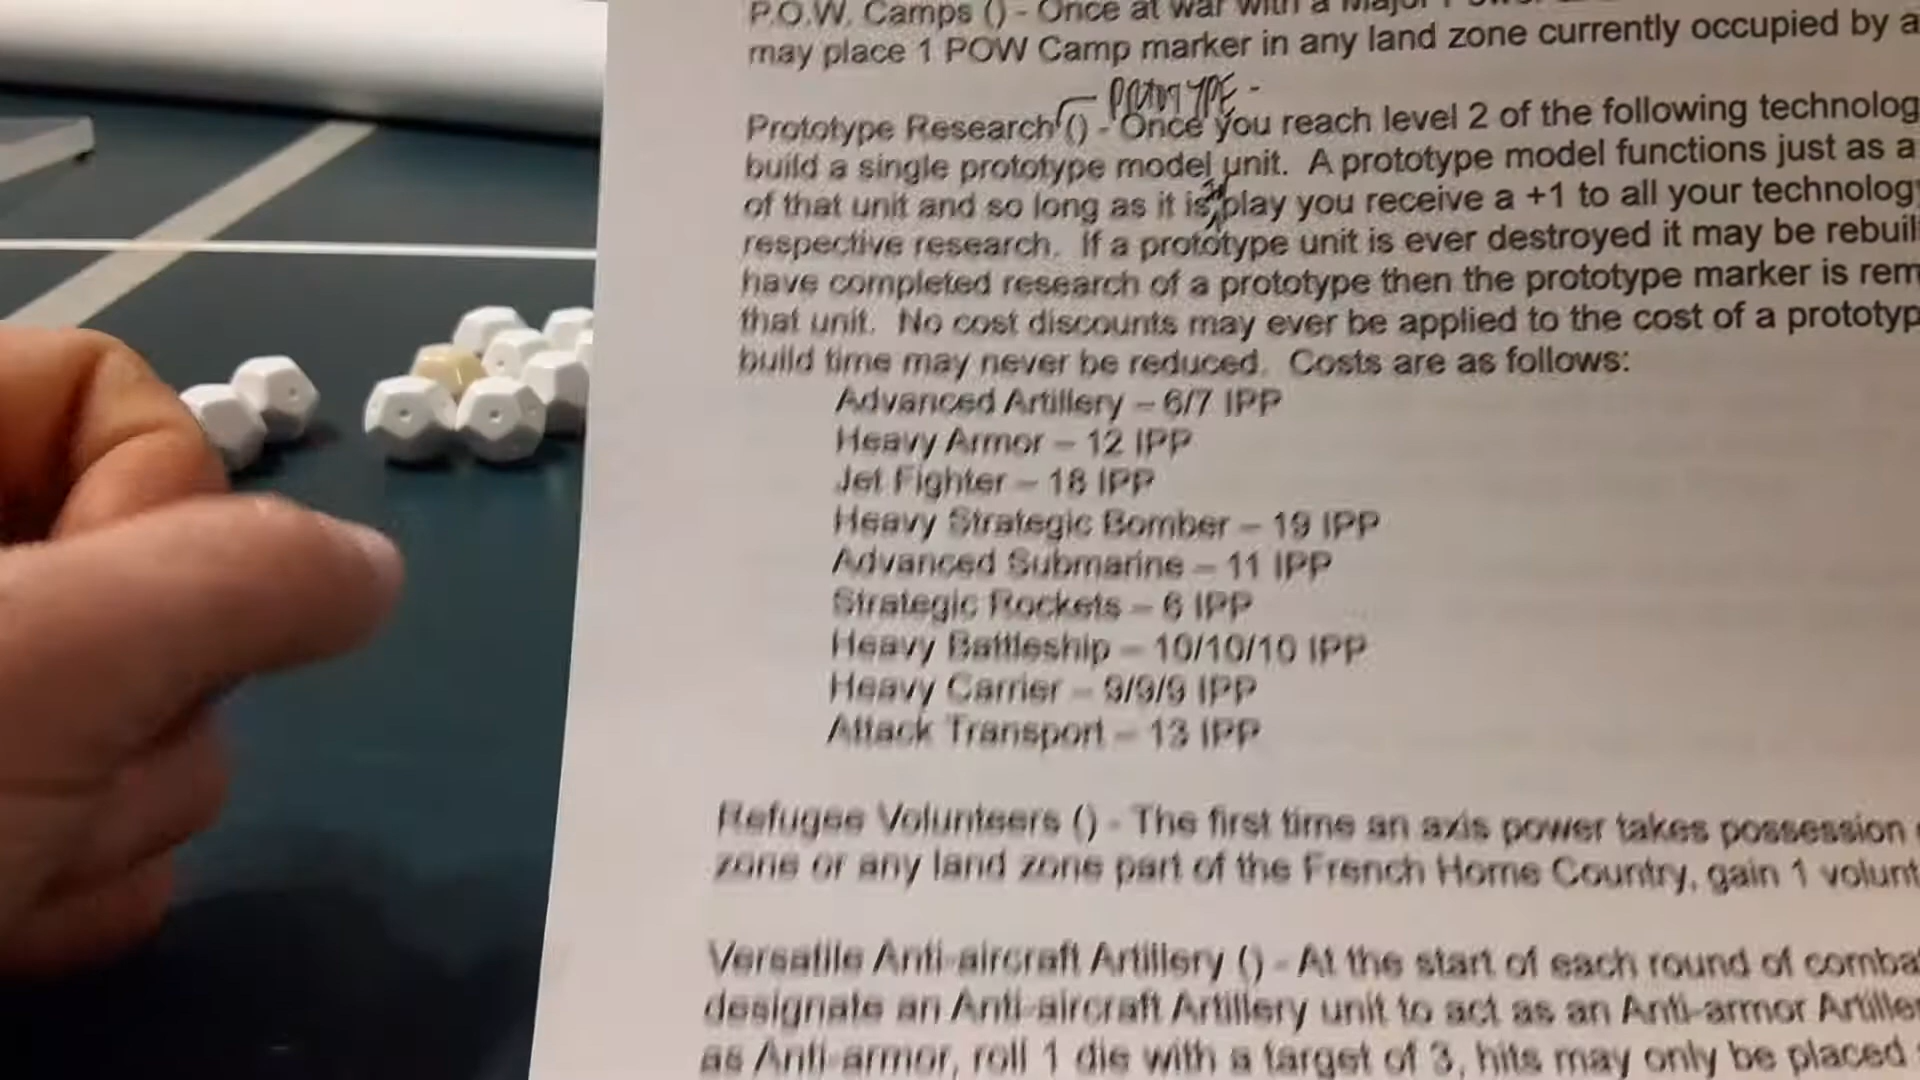 P.O.W. Camps () - Once at war with a Major
may place 1 POW Camp marker in any land zone currently occupied by a
PROTOTYPE -
Prototype Research () - Once you reach level 2 of the following technolog
build a single prototype model unit. A prototype model functions just as a
of that unit and so long as it is play you receive a +1 to all your technology
respective research. If a prototype unit is ever destroyed it may be rebuil
have completed research of a prototype then the prototype marker is rem
that unit. No cost discounts may ever be applied to the cost of a prototyp
build time may never be reduced. Costs are as follows:
Advanced Artillery – 6/7 IPP
Heavy Armor – 12 IPP
Jet Fighter – 18 IPP
Heavy Strategic Bomber – 19 IPP
Advanced Submarine – 11 IPP
Strategic Rockets – 6 IPP
Heavy Battleship – 10/10/10 IPP
Heavy Carrier – 9/9/9 IPP
Attack Transport – 13 IPP
Refugee Volunteers () - The first time an axis power takes possession
zone or any land zone part of the French Home Country, gain 1 volunt
Versatile Anti-aircraft Artillery () - At the start of each round of combat
designate an Anti-aircraft Artillery unit to act as an Anti-armor Artiller
as Anti-armor, roll 1 die with a target of 3, hits may only be placed